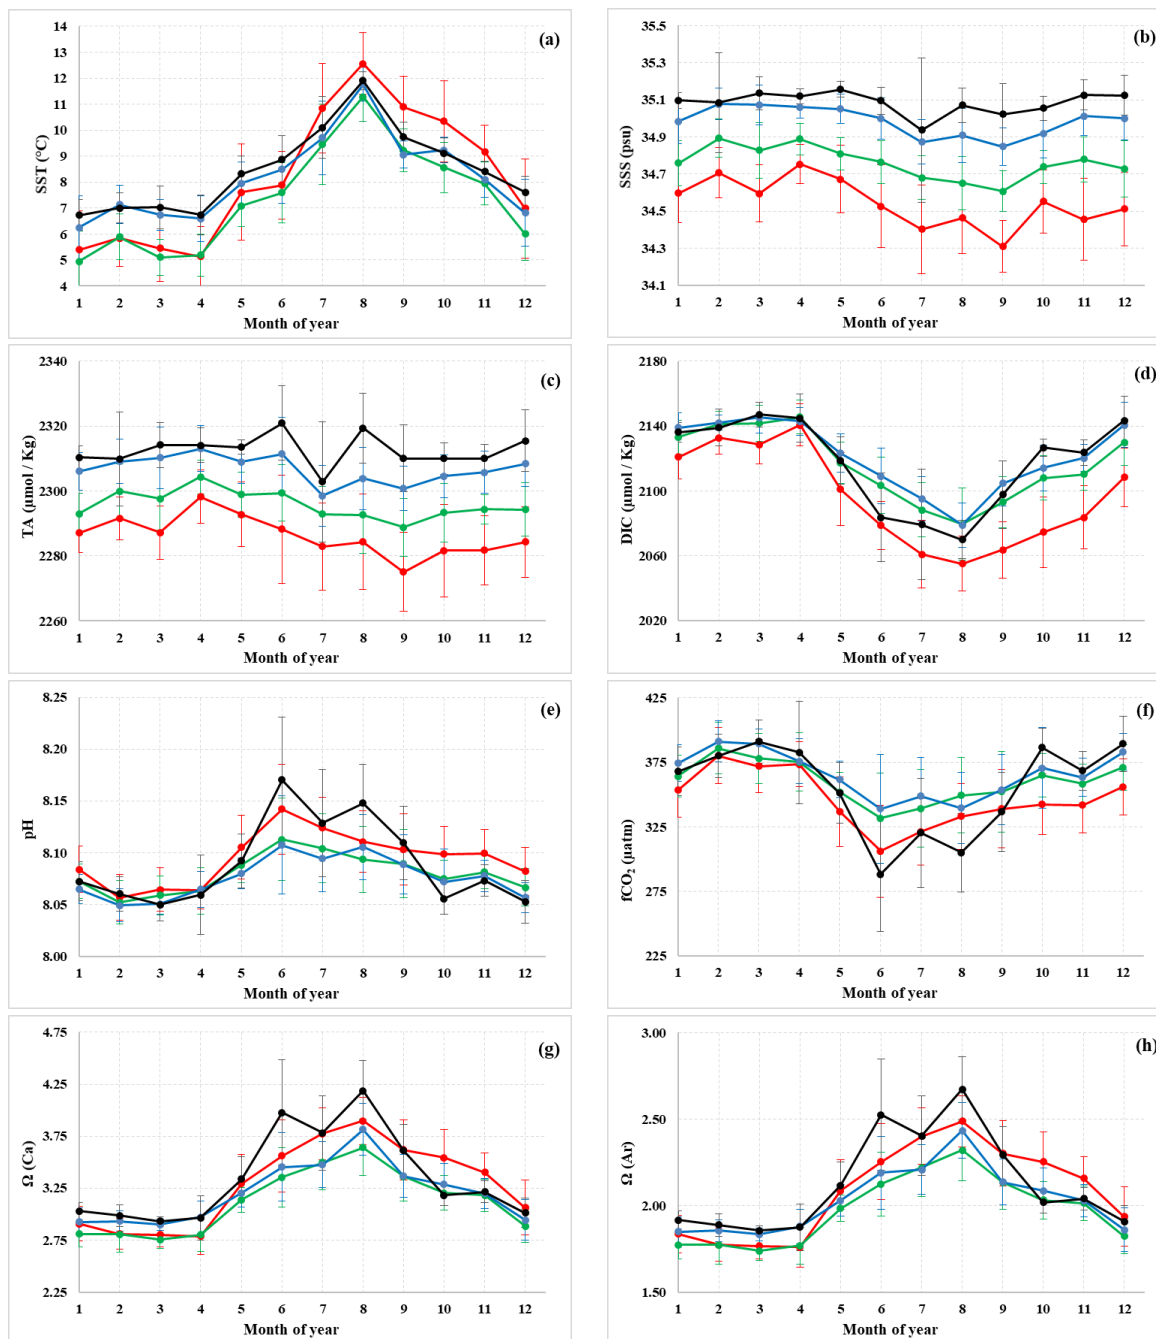 (a)
SST (°C)
14
13
12
11
10
9
8
7
6
5
4
1 2 3 4 5 6 7 8 9 10 11 12
Month of year
(b)
SSS (psu)
35.5
35.3
35.1
34.9
34.7
34.5
34.3
34.1
1 2 3 4 5 6 7 8 9 10 11 12
Month of year
(c)
TA (µmol / Kg)
2340
2320
2300
2280
2260
1 2 3 4 5 6 7 8 9 10 11 12
Month of year
(d)
DIC (µmol / Kg)
2180
2140
2100
2060
2020
1 2 3 4 5 6 7 8 9 10 11 12
Month of year
(e)
pH
8.25
8.20
8.15
8.10
8.05
8.00
1 2 3 4 5 6 7 8 9 10 11 12
Month of year
(f)
fCO₂ (µatm)
425
375
325
275
225
1 2 3 4 5 6 7 8 9 10 11 12
Month of year
(g)
Ω (Ca)
4.75
4.25
3.75
3.25
2.75
2.25
1 2 3 4 5 6 7 8 9 10 11 12
Month of year
(h)
Ω (Ar)
3.00
2.50
2.00
1.50
1 2 3 4 5 6 7 8 9 10 11 12
Month of year